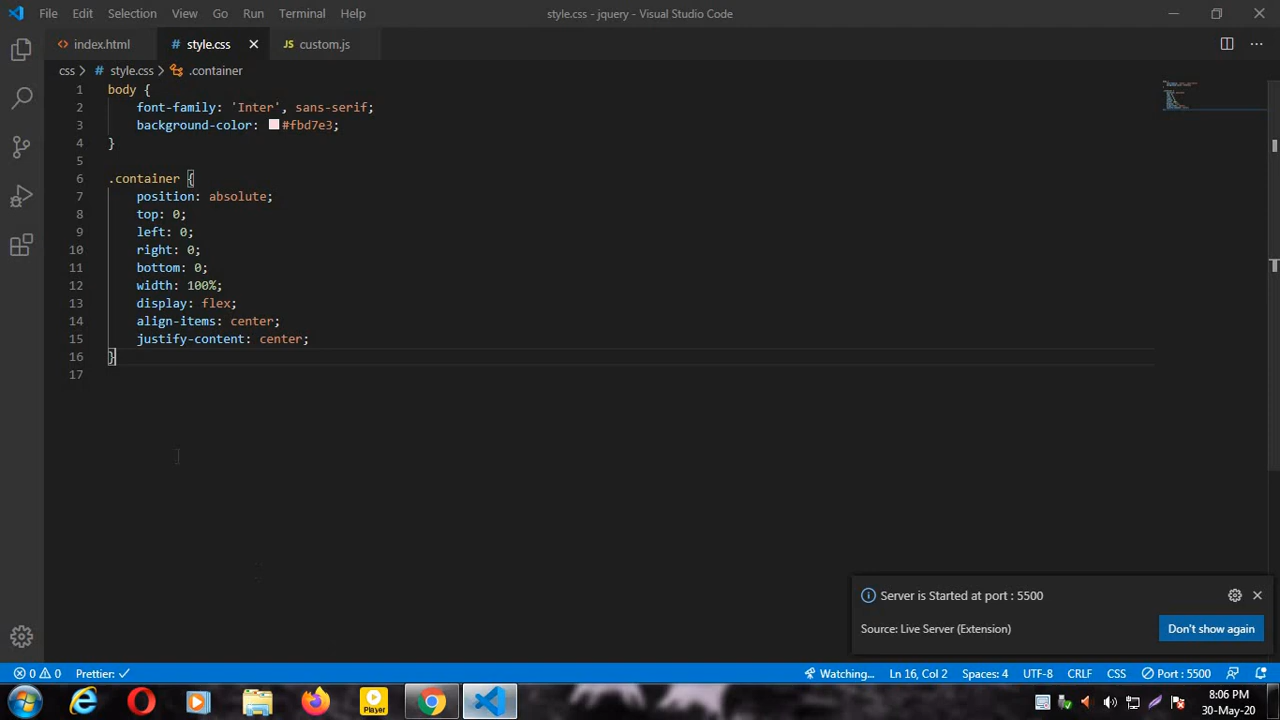 File Edit Selection View Go Run Terminal Help style.css - jquery - Visual Studio Code
index.html # style.css JS custom.js
css > # style.css > .container
1 body {
2 font-family: 'Inter', sans-serif;
3 background-color: #fbd7e3;
4 }
5
6 .container {
7 position: absolute;
8 top: 0;
9 left: 0;
10 right: 0;
11 bottom: 0;
12 width: 100%;
13 display: flex;
14 align-items: center;
15 justify-content: center;
16 }
17
Server is Started at port : 5500
Source: Live Server (Extension) Don't show again
0 0 Prettier: ✓ Watching... Ln 16, Col 2 Spaces: 4 UTF-8 CRLF CSS Port : 5500
Player
8:06 PM
30-May-20